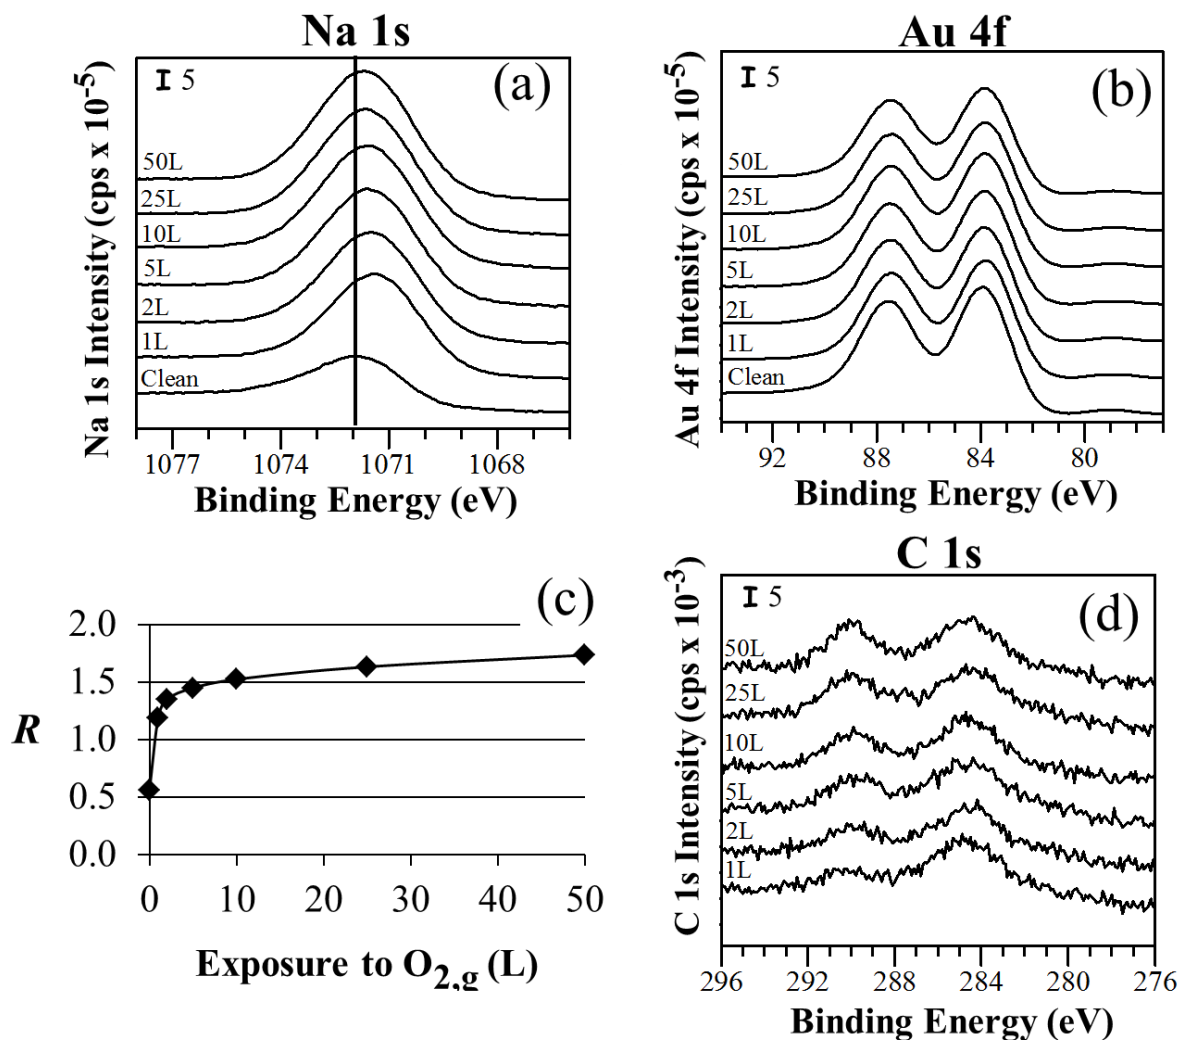 Na 1s
(a)
I 5
Na 1s Intensity (cps x 10-5)
50L
25L
10L
5L
2L
1L
Clean
1077 1074 1071 1068
Binding Energy (eV)
Au 4f
(b)
I 5
Au 4f Intensity (cps x 10-5)
50L
25L
10L
5L
2L
1L
Clean
92 88 84 80
Binding Energy (eV)
(c)
R
2.0
1.5
1.0
0.5
0.0
0 10 20 30 40 50
Exposure to O2,g (L)
C 1s
(d)
I 5
C 1s Intensity (cps x 10-3)
50L
25L
10L
5L
2L
1L
296 292 288 284 280 276
Binding Energy (eV)